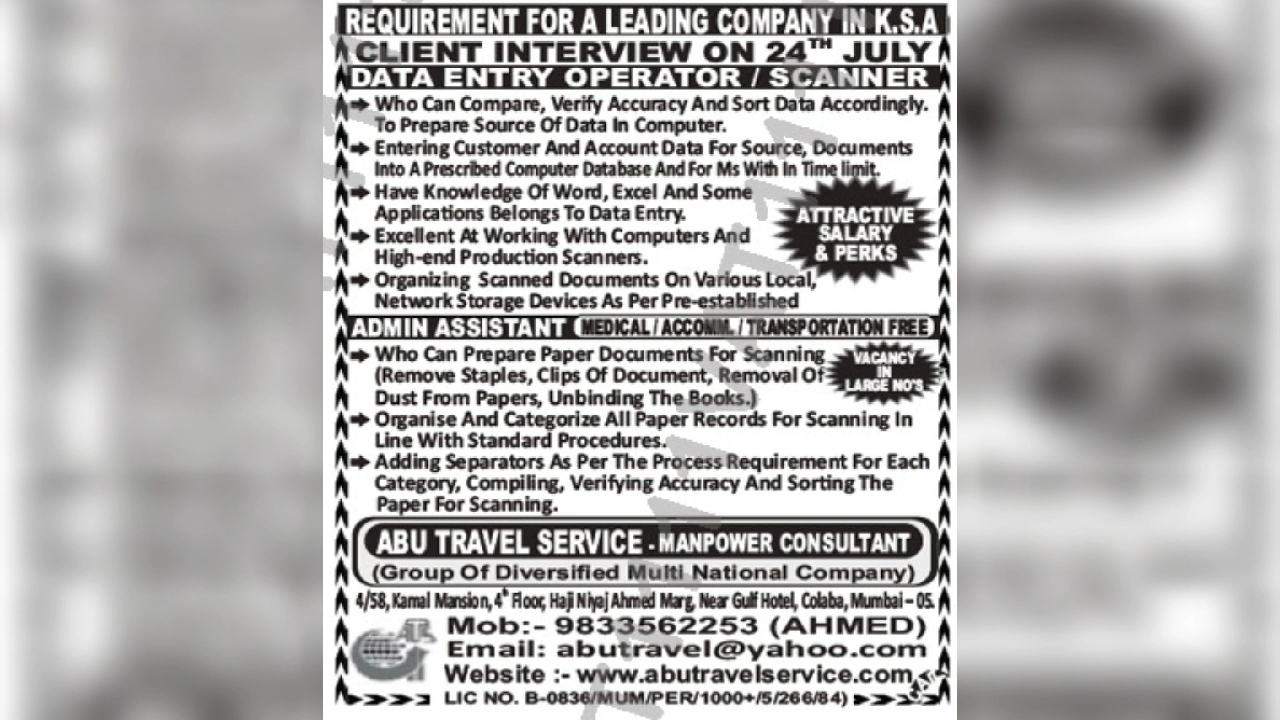 REQUIREMENT FOR A LEADING COMPANY IN K.S.A
CLIENT INTERVIEW ON 24TH JULY
DATA ENTRY OPERATOR / SCANNER
Who Can Compare, Verify Accuracy And Sort Data Accordingly.
To Prepare Source Of Data In Computer.
Entering Customer And Account Data For Source, Documents
Into A Prescribed Computer Database And For Ms With In Time limit.
Have Knowledge Of Word, Excel And Some
Applications Belongs To Data Entry.
Excellent At Working With Computers And
High-end Production Scanners.
ATTRACTIVE
SALARY
& PERKS
Organizing Scanned Documents On Various Local,
Network Storage Devices As Per Pre-established
ADMIN ASSISTANT MEDICAL / ACCOMM. / TRANSPORTATION FREE
Who Can Prepare Paper Documents For Scanning
(Remove Staples, Clips Of Document, Removal Of
Dust From Papers, Unbinding The Books.)
VACANCY
IN
LARGE NO'S
Organise And Categorize All Paper Records For Scanning In
Line With Standard Procedures.
Adding Separators As Per The Process Requirement For Each
Category, Compiling, Verifying Accuracy And Sorting The
Paper For Scanning.
ABU TRAVEL SERVICE - MANPOWER CONSULTANT
(Group Of Diversified Multi National Company)
4/58, Kamal Mansion, 4th Floor, Haji Niyaj Ahmed Marg, Near Gulf Hotel, Colaba, Mumbai – 05.
Mob:- 9833562253 (AHMED)
Email: abutravel@yahoo.com
Website :- www.abutravelservice.com
LIC NO. B-0836/MUM/PER/1000+/5/266/84)